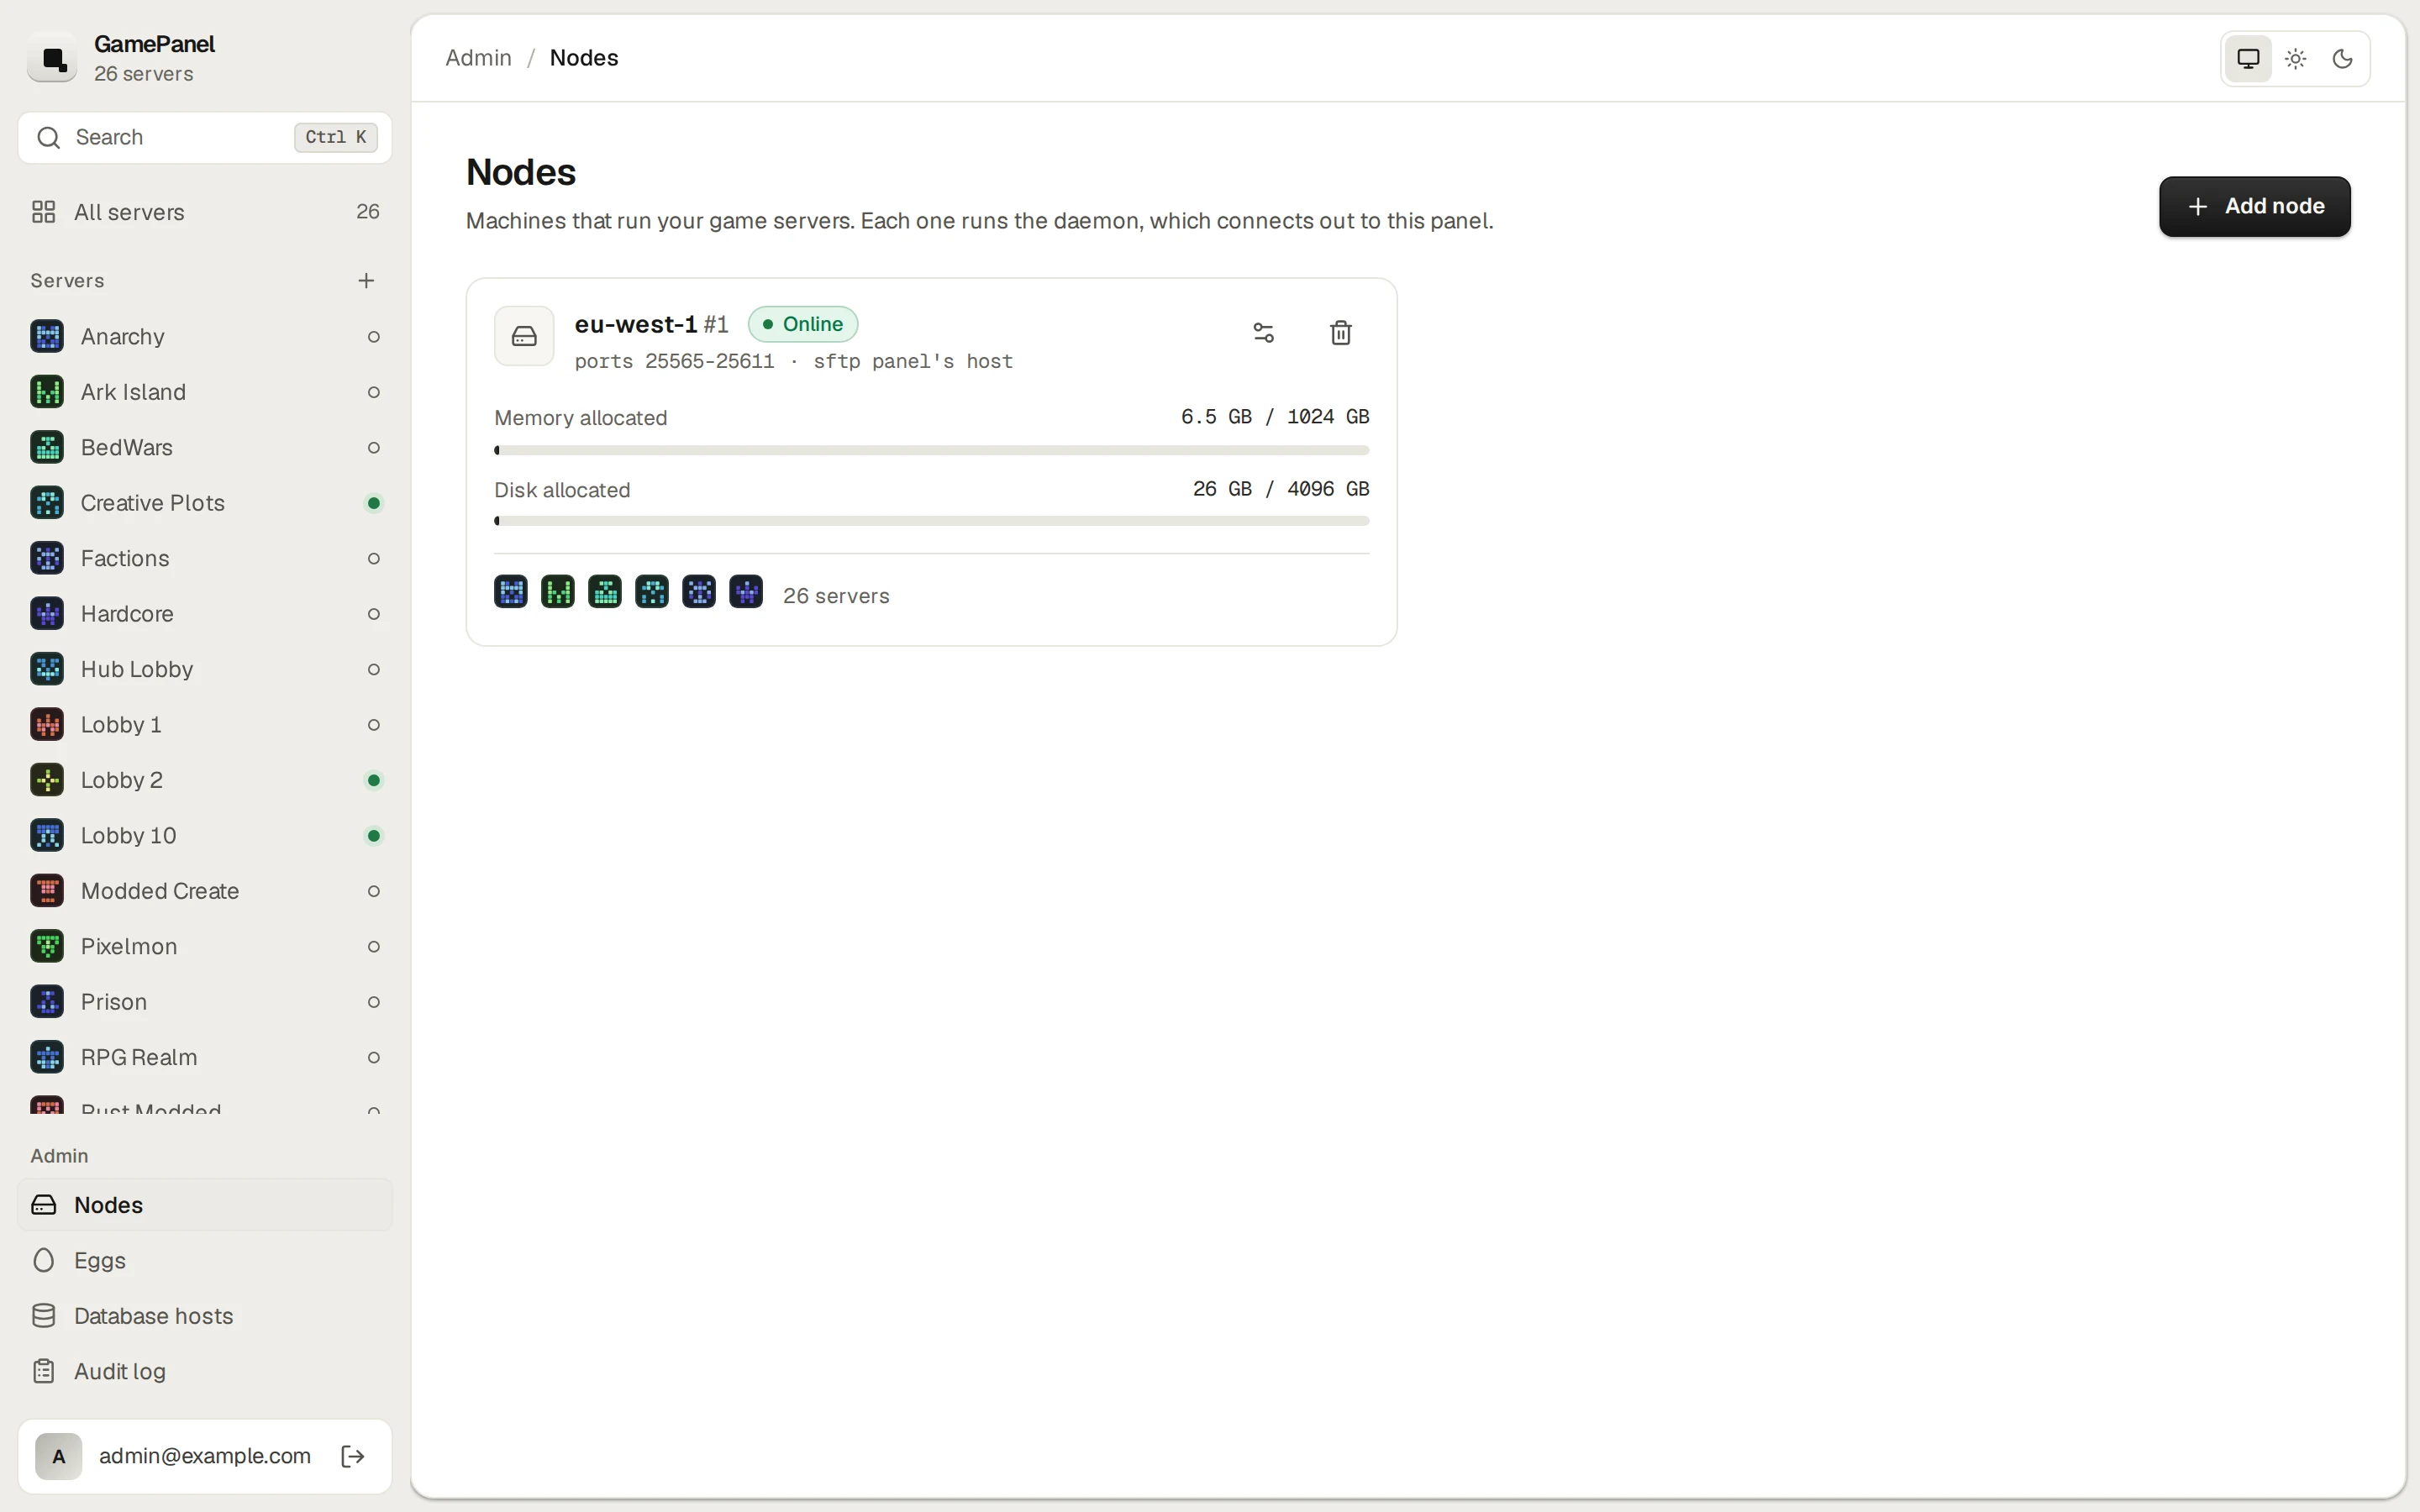 GamePanel
26 servers
Search
Ctrl K
All servers
26
Servers
Anarchy
Ark Island
BedWars
Creative Plots
Factions
Hardcore
Hub Lobby
Lobby 1
Lobby 2
Lobby 10
Modded Create
Pixelmon
Prison
RPG Realm
Rust Modded
Admin
Nodes
Eggs
Database hosts
Audit log
A
admin@example.com
Admin / Nodes
Nodes
Machines that run your game servers. Each one runs the daemon, which connects out to this panel.
Add node
eu-west-1 #1
Online
ports 25565-25611 · sftp panel's host
Memory allocated
6.5 GB / 1024 GB
Disk allocated
26 GB / 4096 GB
26 servers